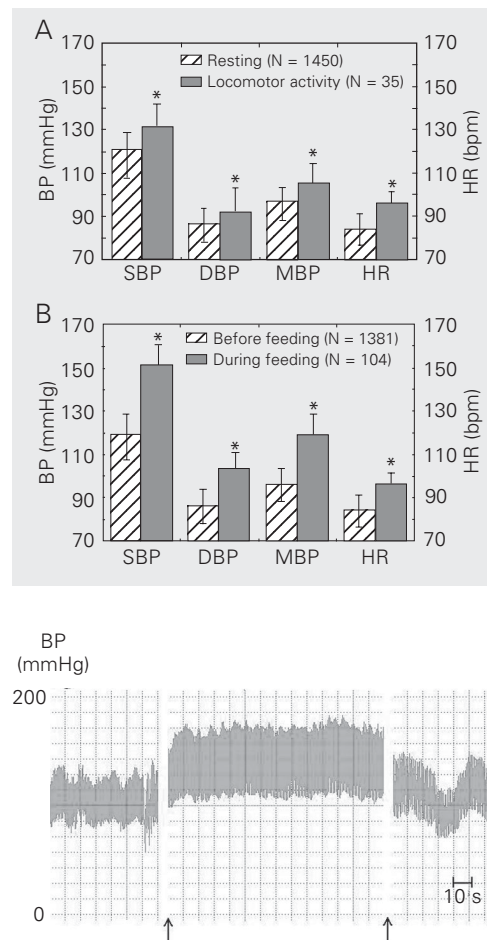 A
170
150
130
110
90
70
BP (mmHg)
Resting (N = 1450)
Locomotor activity (N = 35)
* * * *
170
150
130
110
90
70
HR (bpm)
SBP DBP MBP HR
B
170
150
130
110
90
70
BP (mmHg)
Before feeding (N = 1381)
During feeding (N = 104)
* * * *
170
150
130
110
90
70
HR (bpm)
SBP DBP MBP HR
BP
(mmHg)
200
0
10 s